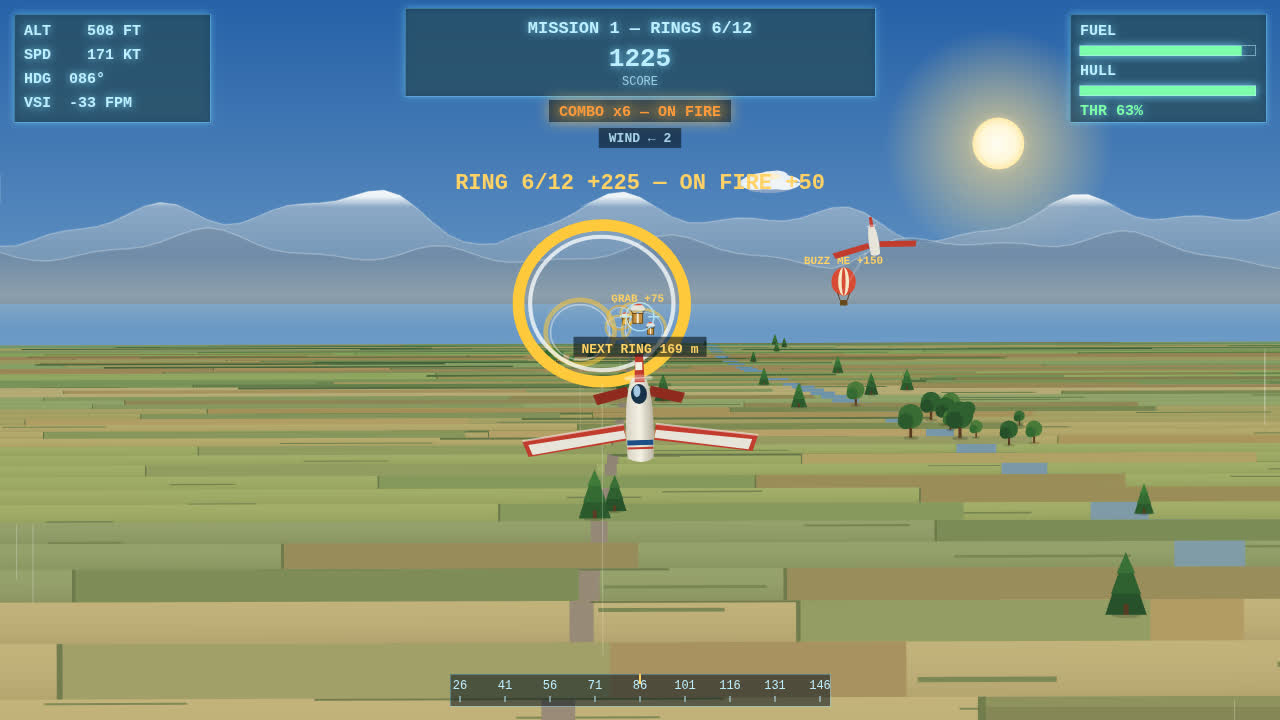 ALT 508 FT
SPD 171 KT
HDG 086°
VSI -33 FPM
MISSION 1 — RINGS 6/12
1225
SCORE
COMBO x6 — ON FIRE
WIND ← 2
FUEL
HULL
THR 63%
RING 6/12 +225 — ON FIRE +50
BUZZ ME +150
GRAB +75
NEXT RING 169 m
26 41 56 71 86 101 116 131 146